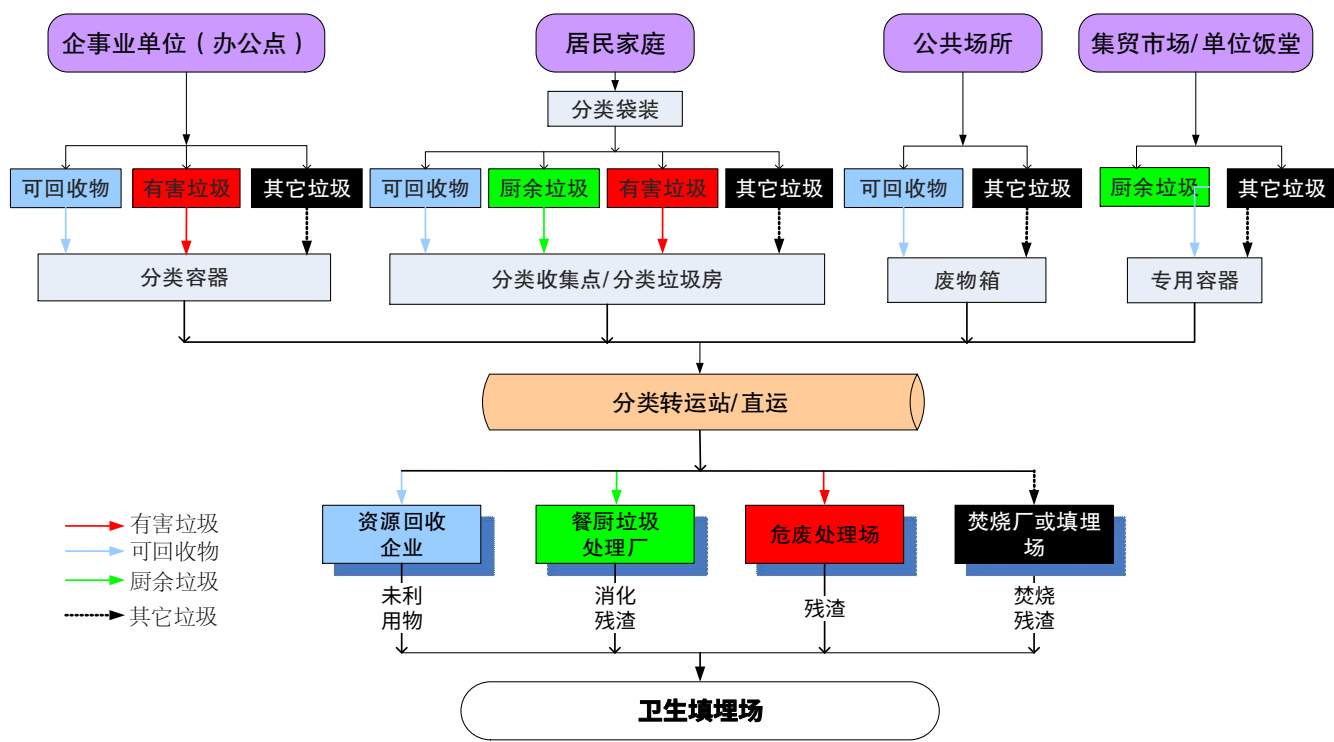 企事业单位（办公点）
居民家庭
公共场所
集贸市场/单位饭堂
分类袋装
可回收物
有害垃圾
其它垃圾
可回收物
厨余垃圾
有害垃圾
其它垃圾
可回收物
其它垃圾
厨余垃圾
其它垃圾
分类容器
分类收集点/分类垃圾房
废物箱
专用容器
分类转运站/直运
资源回收
企业
餐厨垃圾
处理厂
危废处理场
焚烧厂或填埋
场
有害垃圾
可回收物
厨余垃圾
其它垃圾
未利
用物
消化
残渣
残渣
焚烧
残渣
卫生填埋场